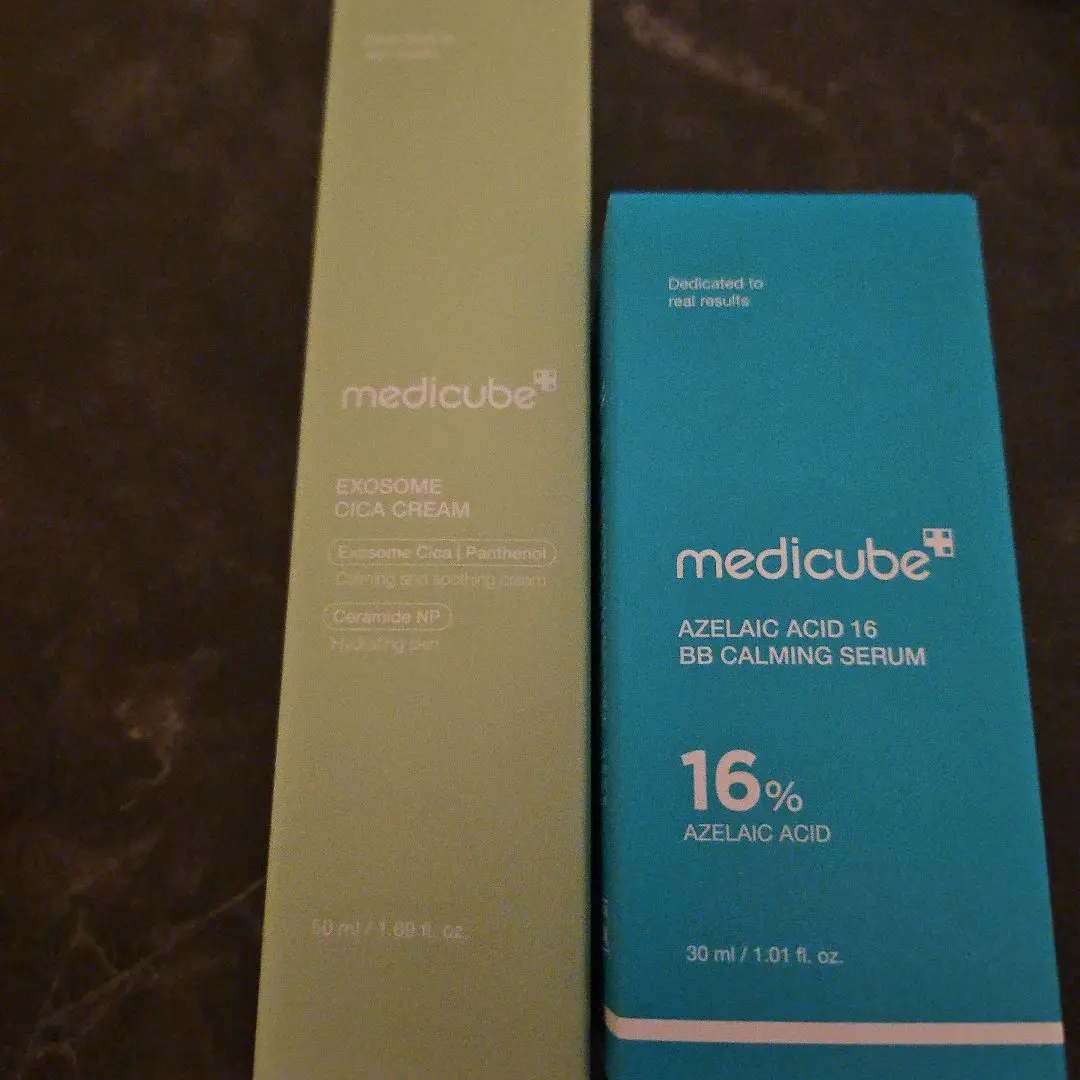 medicube
EXOSOME
CICA CREAM
Exosome Cica | Panthenol
Calming and soothing cream
Ceramide NP
Hydrating skin
50 ml / 1.69 fl. oz.
Dedicated to
real results
medicube
AZELAIC ACID 16
BB CALMING SERUM
16%
AZELAIC ACID
30 ml / 1.01 fl. oz.